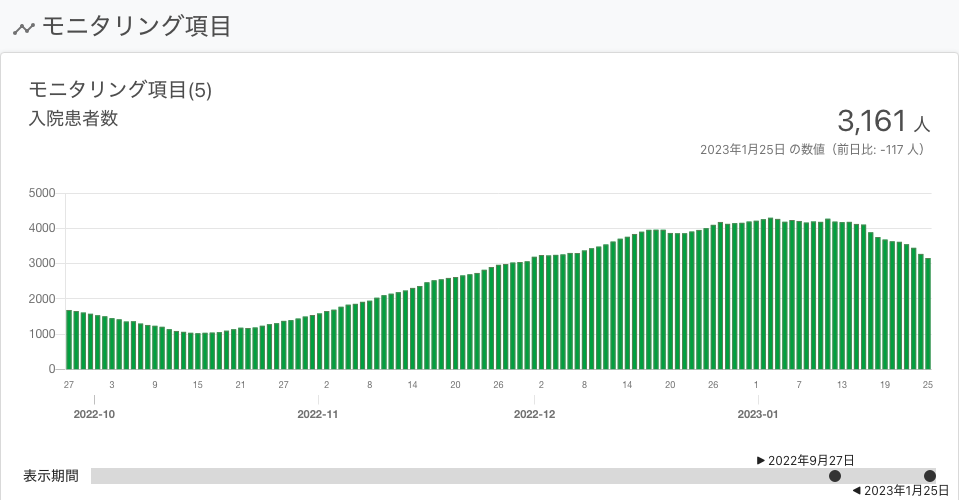 モニタリング項目
モニタリング項目(5)
入院患者数
3,161 人
2023年1月25日 の数値（前日比: -117 人）
5000
4000
3000
2000
1000
0
27 3 9 15 21 27 2 8 14 20 26 2 8 14 20 26 1 7 13 19 25
2022-10 2022-11 2022-12 2023-01
▶ 2022年9月27日
表示期間
◀ 2023年1月25日